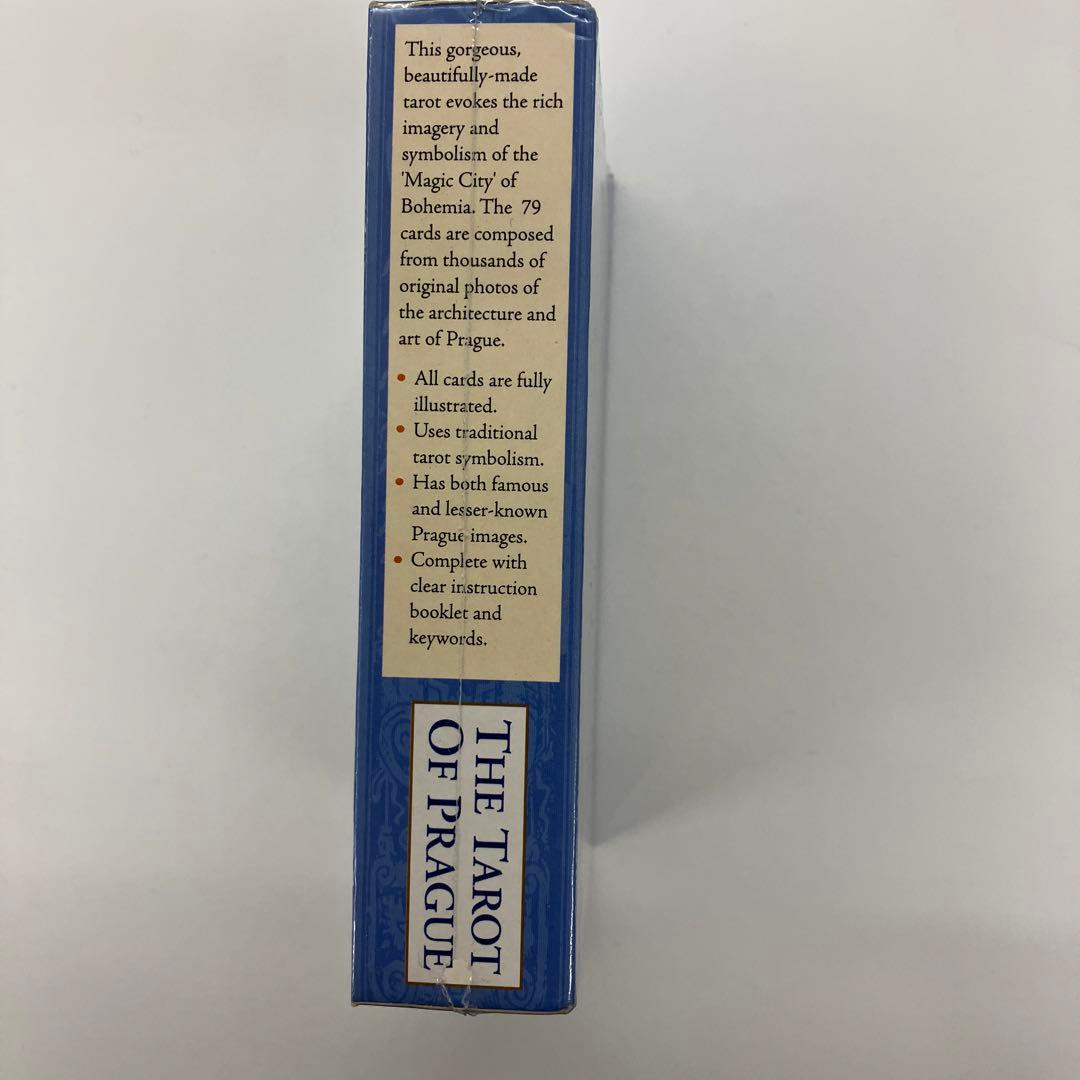 This gorgeous,
beautifully-made
tarot evokes the rich
imagery and
symbolism of the
'Magic City' of
Bohemia. The 79
cards are composed
from thousands of
original photos of
the architecture and
art of Prague.
• All cards are fully
illustrated.
• Uses traditional
tarot symbolism.
• Has both famous
and lesser-known
Prague images.
• Complete with
clear instruction
booklet and
keywords.
THE TAROT
OF PRAGUE